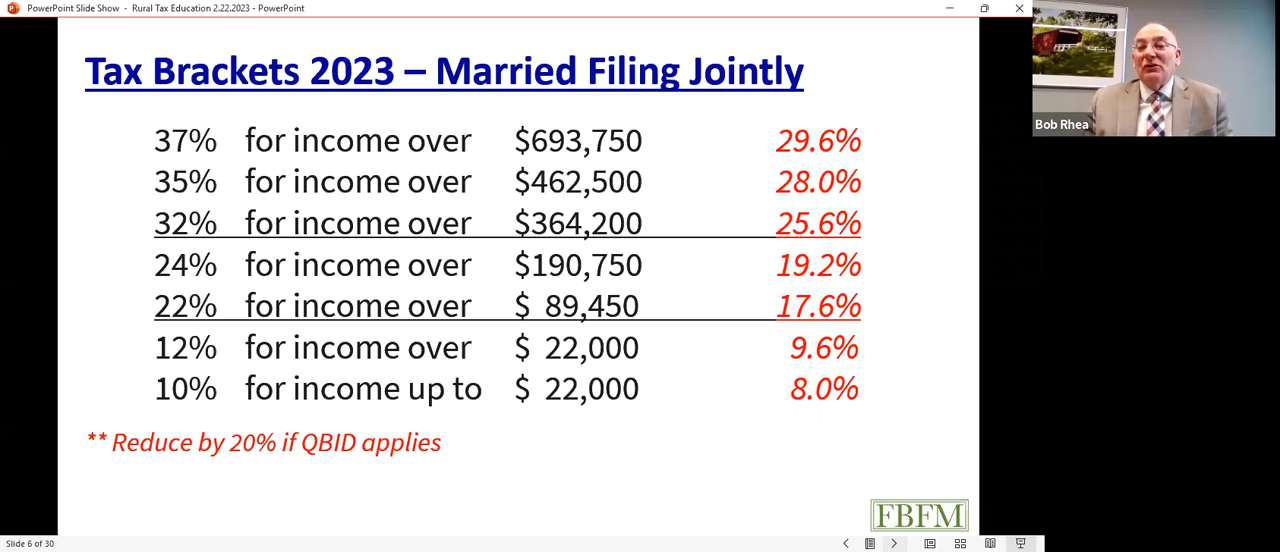 PowerPoint Slide Show - Rural Tax Education 2.22.2023 - PowerPoint
Tax Brackets 2023 – Married Filing Jointly
37% for income over $693,750 29.6%
35% for income over $462,500 28.0%
32% for income over $364,200 25.6%
24% for income over $190,750 19.2%
22% for income over $ 89,450 17.6%
12% for income over $ 22,000 9.6%
10% for income up to $ 22,000 8.0%
** Reduce by 20% if QBID applies
FBFM
Slide 6 of 30
Bob Rhea